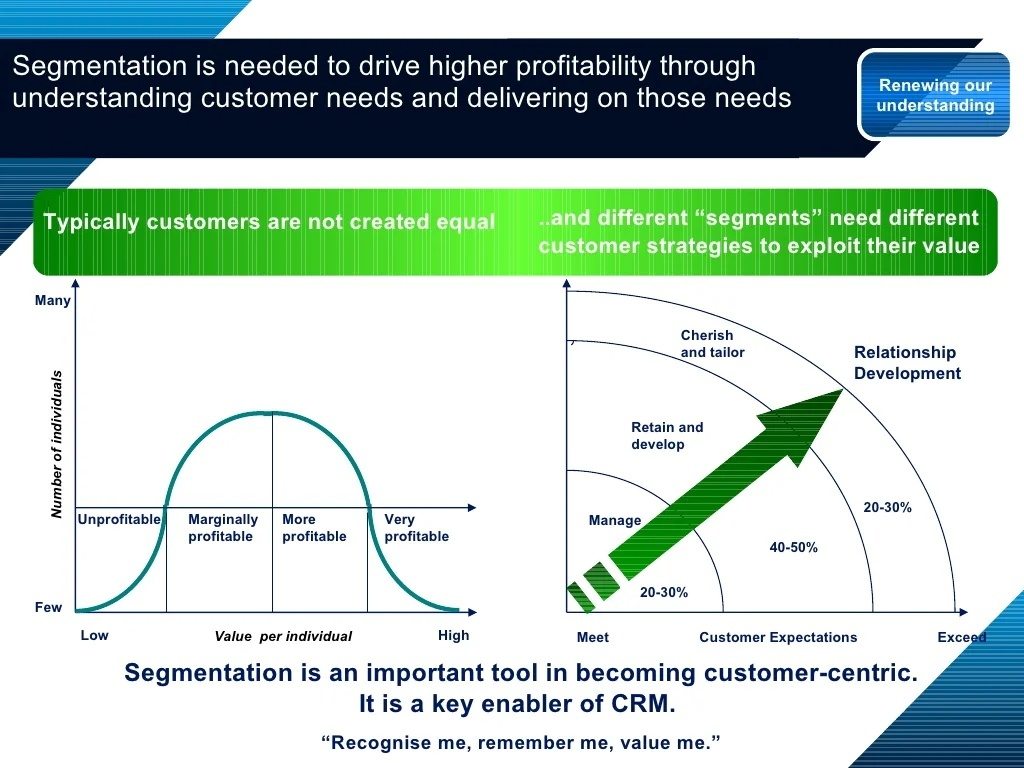 Segmentation is needed to drive higher profitability through
understanding customer needs and delivering on those needs
Renewing our
understanding
Typically customers are not created equal
..and different “segments” need different
customer strategies to exploit their value
Many
Number of individuals
Few
Unprofitable
Marginally
profitable
More
profitable
Very
profitable
Low
Value per individual
High
Cherish
and tailor
Relationship
Development
Retain and
develop
Manage
20-30%
40-50%
20-30%
Meet
Customer Expectations
Exceed
Segmentation is an important tool in becoming customer-centric.
It is a key enabler of CRM.
“Recognise me, remember me, value me.”